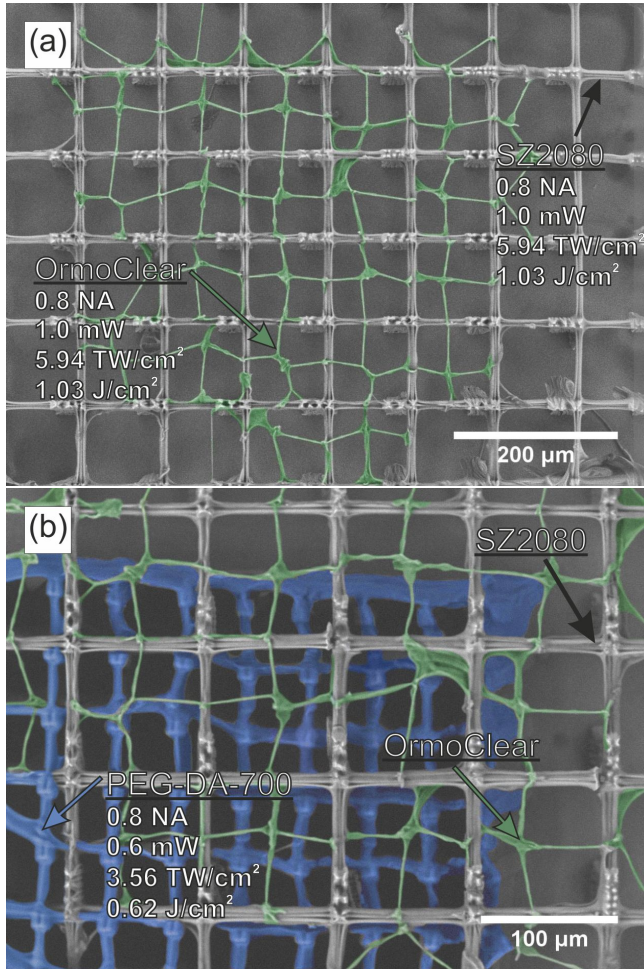 (a)
SZ2080
0.8 NA
1.0 mW
5.94 TW/cm²
1.03 J/cm²
OrmoClear
0.8 NA
1.0 mW
5.94 TW/cm²
1.03 J/cm²
200 μm
(b)
SZ2080
OrmoClear
PEG-DA-700
0.8 NA
0.6 mW
3.56 TW/cm²
0.62 J/cm²
100 μm